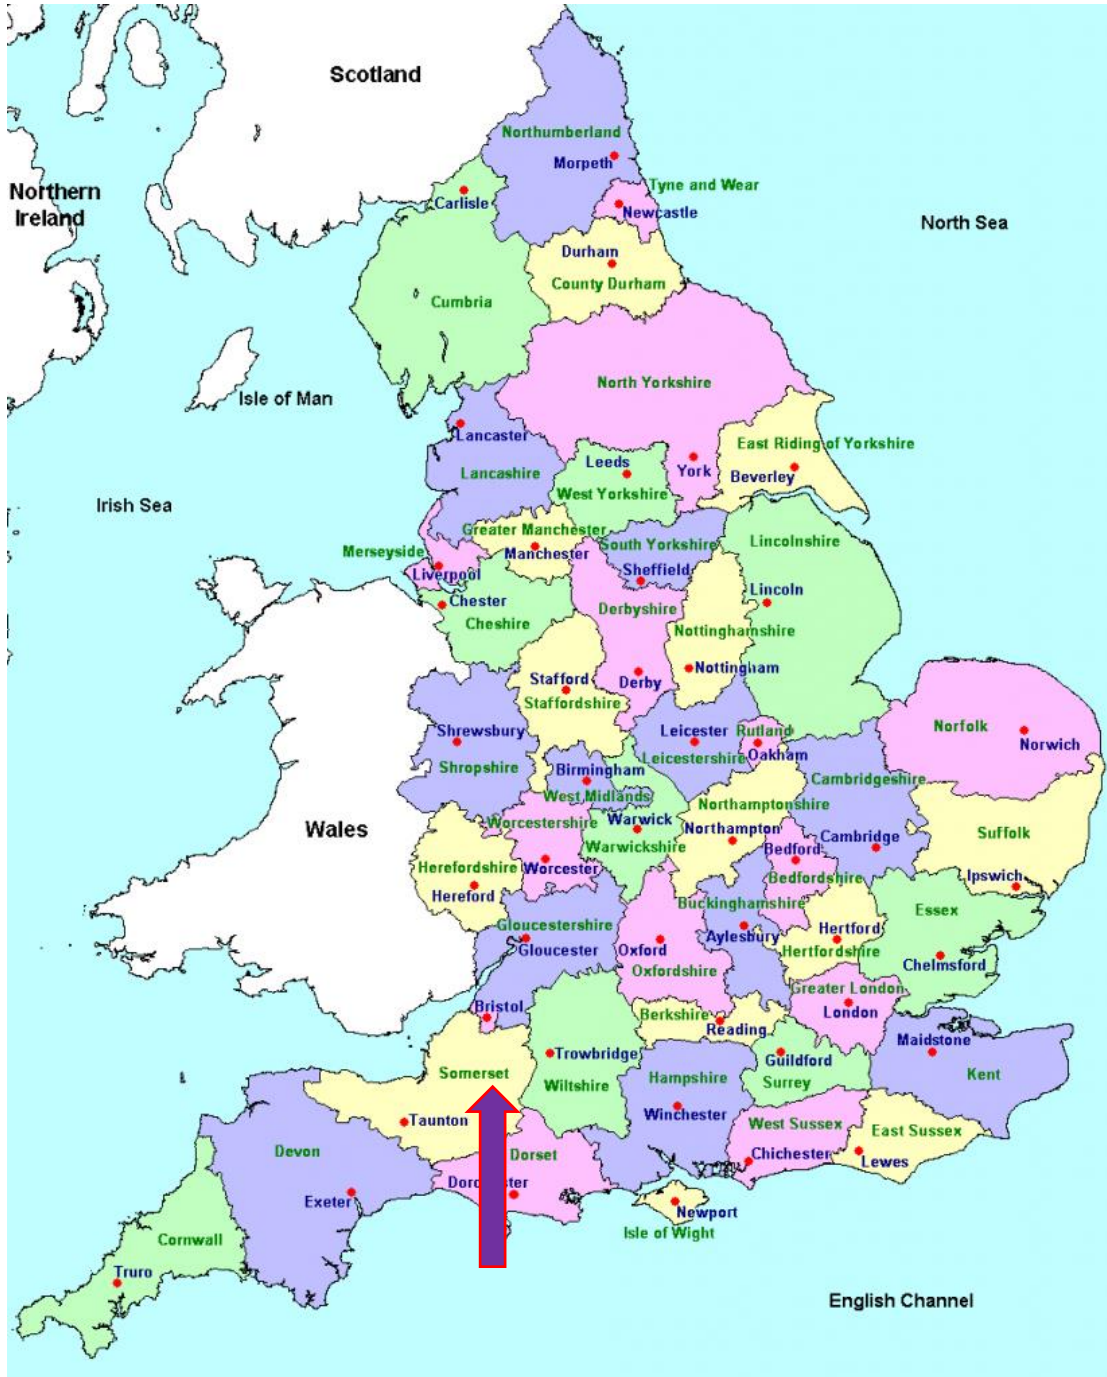 Scotland
Northumberland
Morpeth
Northern
Ireland
Carlisle
Tyne and Wear
Newcastle
North Sea
Durham
County Durham
Cumbria
North Yorkshire
Isle of Man
Lancaster
East Riding of Yorkshire
Leeds
York
Beverley
Lancashire
West Yorkshire
Irish Sea
Greater Manchester
Lincolnshire
Merseyside
Manchester
South Yorkshire
Liverpool
Sheffield
Chester
Derbyshire
Lincoln
Cheshire
Nottinghamshire
Stafford
Derby
Nottingham
Staffordshire
Norfolk
Shrewsbury
Leicester
Rutland
Norwich
Leicestershire
Oakham
Shropshire
Birmingham
Cambridgeshire
West Midlands
Northamptonshire
Wales
Worcestershire
Warwick
Northampton
Cambridge
Suffolk
Warwickshire
Bedford
Herefordshire
Worcester
Bedfordshire
Ipswich
Hereford
Buckinghamshire
Essex
Gloucestershire
Hertford
Gloucester
Oxford
Aylesbury
Hertfordshire
Chelmsford
Oxfordshire
Greater London
Bristol
Berkshire
London
Reading
Maidstone
Trowbridge
Guildford
Somerset
Wiltshire
Hampshire
Surrey
Kent
Taunton
Winchester
West Sussex
East Sussex
Devon
Dorset
Chichester
Lewes
Dorchester
Exeter
Newport
Isle of Wight
Cornwall
Truro
English Channel